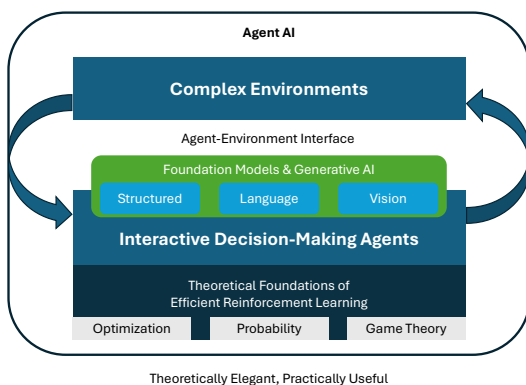 Agent AI
Complex Environments
Agent-Environment Interface
Foundation Models & Generative AI
Structured
Language
Vision
Interactive Decision-Making Agents
Theoretical Foundations of
Efficient Reinforcement Learning
Optimization
Probability
Game Theory
Theoretically Elegant, Practically Useful